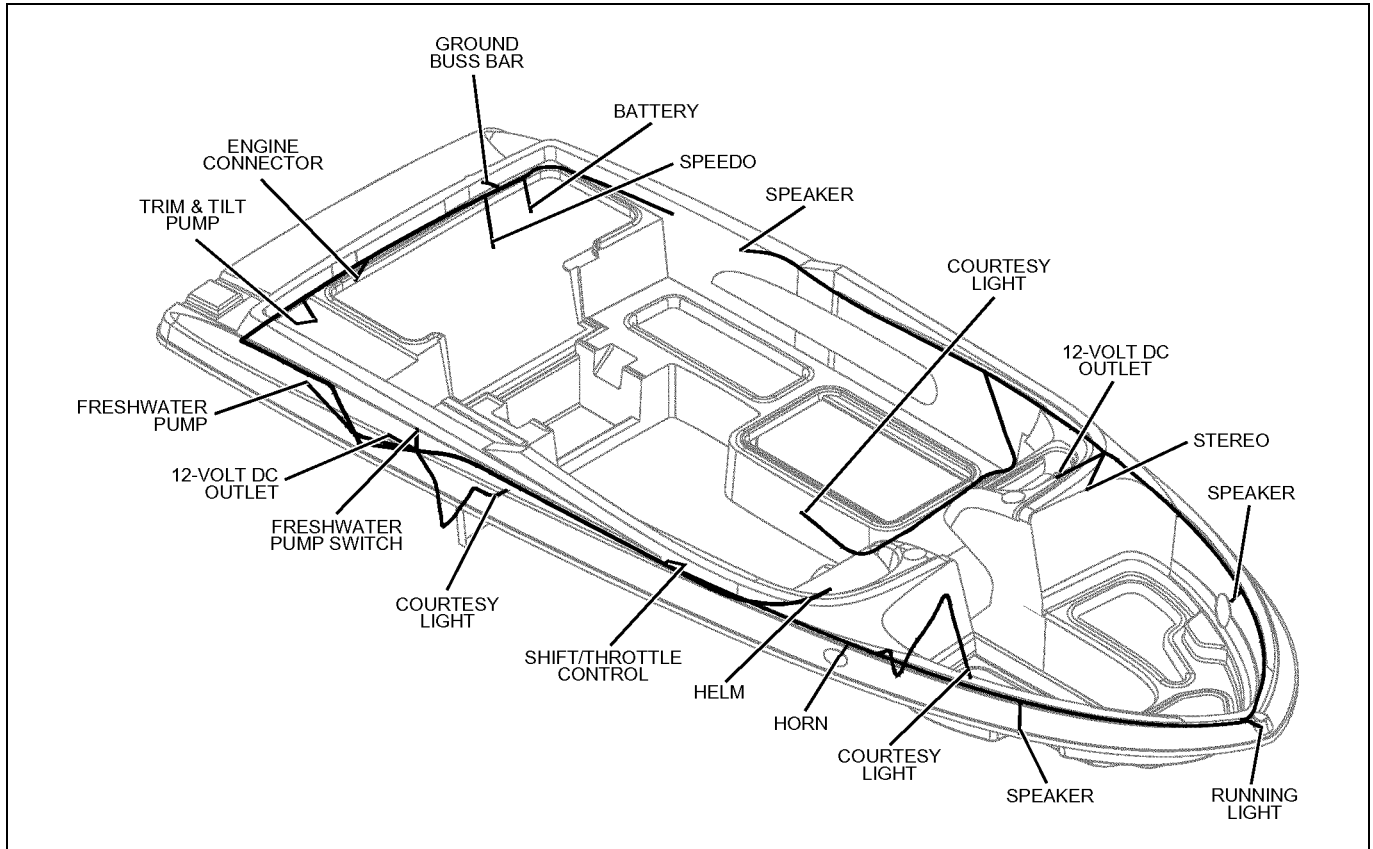 GROUND
BUSS BAR
BATTERY
ENGINE
CONNECTOR
SPEEDO
TRIM & TILT
PUMP
SPEAKER
COURTESY
LIGHT
12-VOLT DC
OUTLET
FRESHWATER
PUMP
STEREO
12-VOLT DC
OUTLET
SPEAKER
FRESHWATER
PUMP SWITCH
COURTESY
LIGHT
SHIFT/THROTTLE
CONTROL
HELM
HORN
COURTESY
LIGHT
SPEAKER
RUNNING
LIGHT